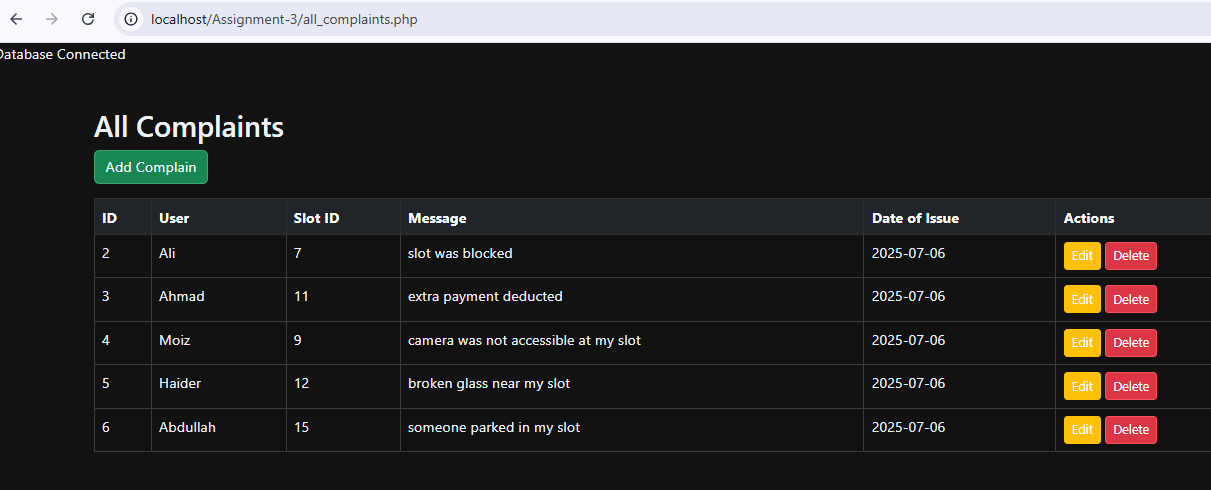 localhost/Assignment-3/all_complaints.php
Database Connected
All Complaints
Add Complain
ID User Slot ID Message Date of Issue Actions
2 Ali 7 slot was blocked 2025-07-06 Edit Delete
3 Ahmad 11 extra payment deducted 2025-07-06 Edit Delete
4 Moiz 9 camera was not accessible at my slot 2025-07-06 Edit Delete
5 Haider 12 broken glass near my slot 2025-07-06 Edit Delete
6 Abdullah 15 someone parked in my slot 2025-07-06 Edit Delete